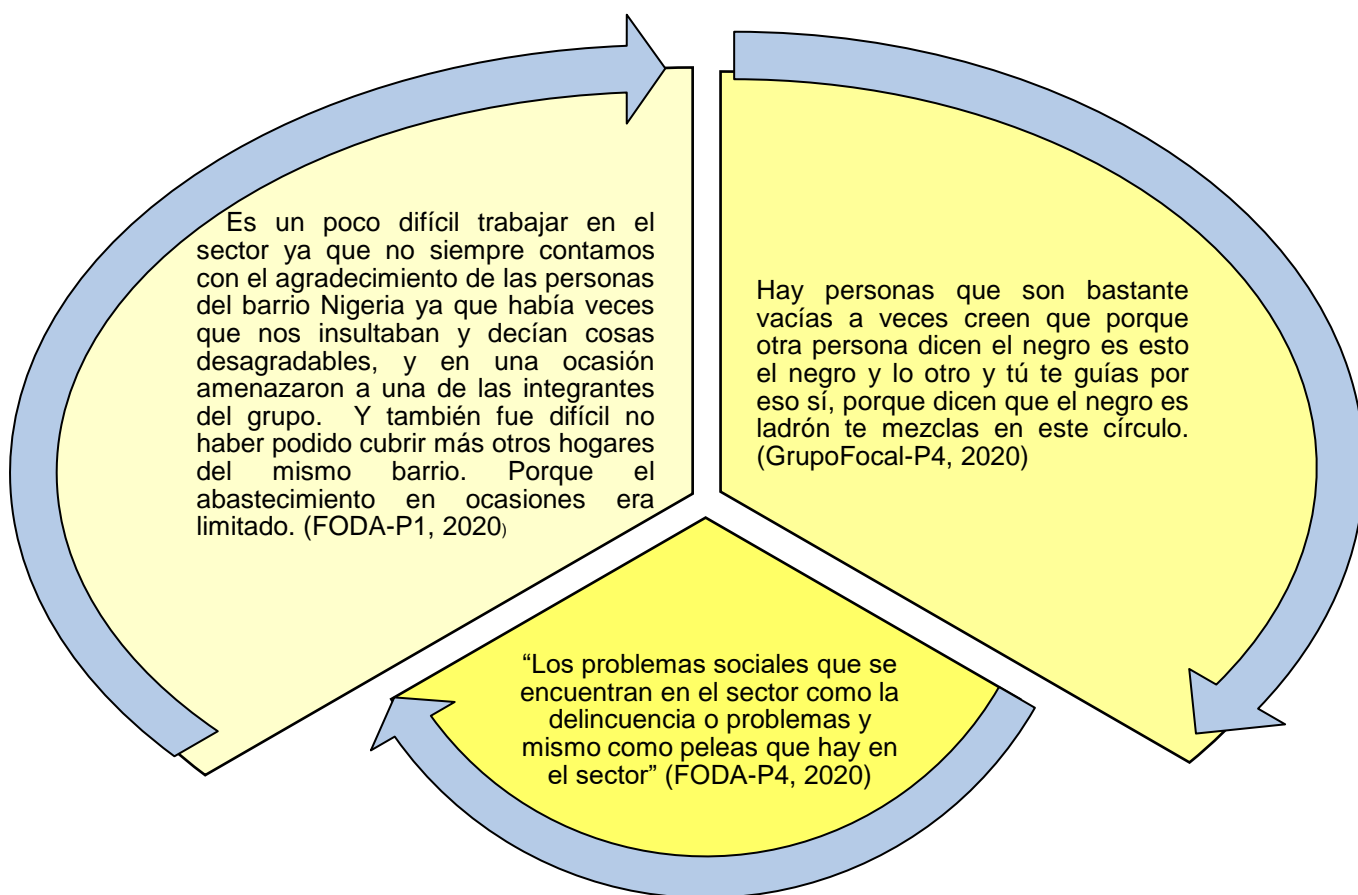 Es un poco difícil trabajar en el
sector ya que no siempre contamos
con el agradecimiento de las personas
del barrio Nigeria ya que había veces
que nos insultaban y decían cosas
desagradables, y en una ocasión
amenazaron a una de las integrantes
del grupo. Y también fue difícil no
haber podido cubrir más otros hogares
del mismo barrio. Porque el
abastecimiento en ocasiones era
limitado. (FODA-P1, 2020)
Hay personas que son bastante
vacías a veces creen que porque
otra persona dicen el negro es esto
el negro y lo otro y tú te guías por
eso sí, porque dicen que el negro es
ladrón te mezclas en este círculo.
(GrupoFocal-P4, 2020)
“Los problemas sociales que se
encuentran en el sector como la
delincuencia o problemas y
mismo como peleas que hay en
el sector” (FODA-P4, 2020)